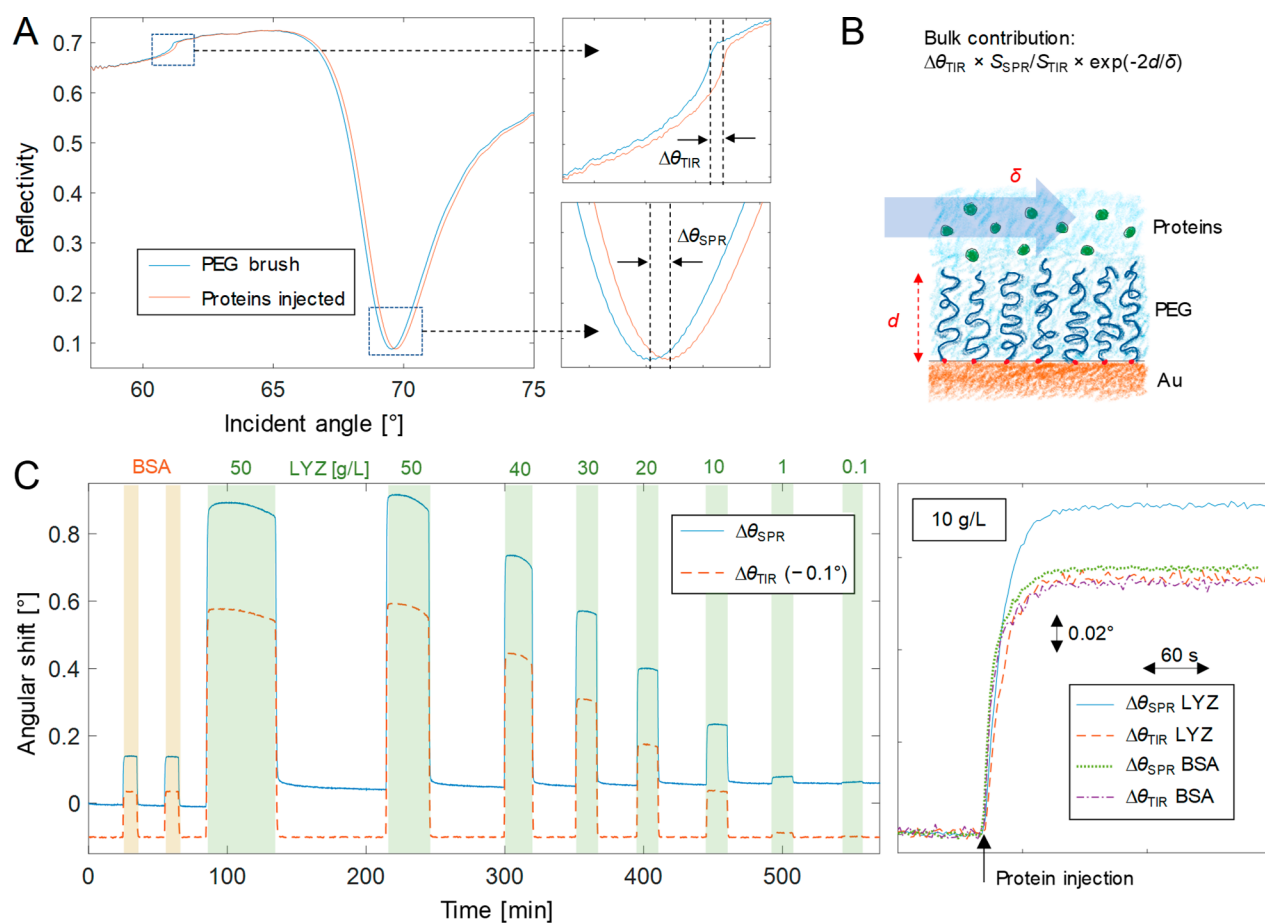 A
Reflectivity
0.7
0.6
0.5
0.4
0.3
0.2
0.1
PEG brush
Proteins injected
60
65
70
75
Incident angle [°]
Δθ_TIR
Δθ_SPR
B
Bulk contribution:
Δθ_TIR × S_SPR/S_TIR × exp(-2d/δ)
δ
Proteins
d
PEG
Au
C
BSA
50
LYZ [g/L]
50
40
30
20
10
1
0.1
Angular shift [°]
0.8
0.6
0.4
0.2
0
Δθ_SPR
Δθ_TIR (−0.1°)
0
100
200
300
400
500
Time [min]
10 g/L
0.02°
60 s
Δθ_SPR LYZ
Δθ_TIR LYZ
Δθ_SPR BSA
Δθ_TIR BSA
Protein injection